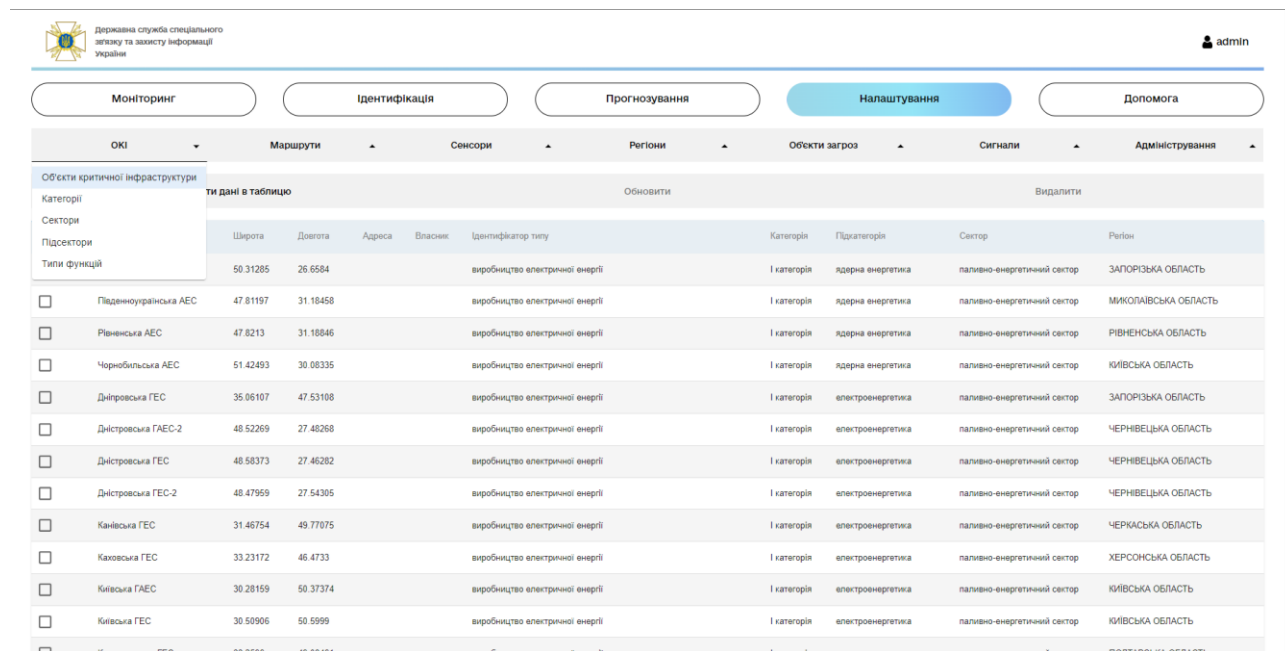 Державна служба спеціального
зв'язку та захисту інформації
України
admin
Моніторинг Ідентифікація Прогнозування Налаштування Допомога
ОКІ Маршрути Сенсори Регіони Об'єкти загроз Сигнали Адміністрування
Об'єкти критичної інфраструктури
Категорії
Сектори
Підсектори
Типи функцій
ти дані в таблицю Обновити Видалити
Широта Довгота Адреса Власник Ідентифікатор типу Категорія Підкатегорія Сектор Регіон
50.31285 26.6584 виробництво електричної енергії І категорія ядерна енергетика паливно-енергетичний сектор ЗАПОРІЗЬКА ОБЛАСТЬ
Південноукраїнська АЕС 47.81197 31.18458 виробництво електричної енергії І категорія ядерна енергетика паливно-енергетичний сектор МИКОЛАЇВСЬКА ОБЛАСТЬ
Рівненська АЕС 47.8213 31.18846 виробництво електричної енергії І категорія ядерна енергетика паливно-енергетичний сектор РІВНЕНСЬКА ОБЛАСТЬ
Чорнобильська АЕС 51.42493 30.08335 виробництво електричної енергії І категорія ядерна енергетика паливно-енергетичний сектор КИЇВСЬКА ОБЛАСТЬ
Дніпровська ГЕС 35.06107 47.53108 виробництво електричної енергії І категорія електроенергетика паливно-енергетичний сектор ЗАПОРІЗЬКА ОБЛАСТЬ
Дністровська ГАЕС-2 48.52269 27.48268 виробництво електричної енергії І категорія електроенергетика паливно-енергетичний сектор ЧЕРНІВЕЦЬКА ОБЛАСТЬ
Дністровська ГЕС 48.58373 27.46282 виробництво електричної енергії І категорія електроенергетика паливно-енергетичний сектор ЧЕРНІВЕЦЬКА ОБЛАСТЬ
Дністровська ГЕС-2 48.47959 27.54305 виробництво електричної енергії І категорія електроенергетика паливно-енергетичний сектор ЧЕРНІВЕЦЬКА ОБЛАСТЬ
Канівська ГЕС 31.46754 49.77075 виробництво електричної енергії І категорія електроенергетика паливно-енергетичний сектор ЧЕРКАСЬКА ОБЛАСТЬ
Каховська ГЕС 33.23172 46.4733 виробництво електричної енергії І категорія електроенергетика паливно-енергетичний сектор ХЕРСОНСЬКА ОБЛАСТЬ
Київська ГАЕС 30.28159 50.37374 виробництво електричної енергії І категорія електроенергетика паливно-енергетичний сектор КИЇВСЬКА ОБЛАСТЬ
Київська ГЕС 30.50906 50.5999 виробництво електричної енергії І категорія електроенергетика паливно-енергетичний сектор КИЇВСЬКА ОБЛАСТЬ